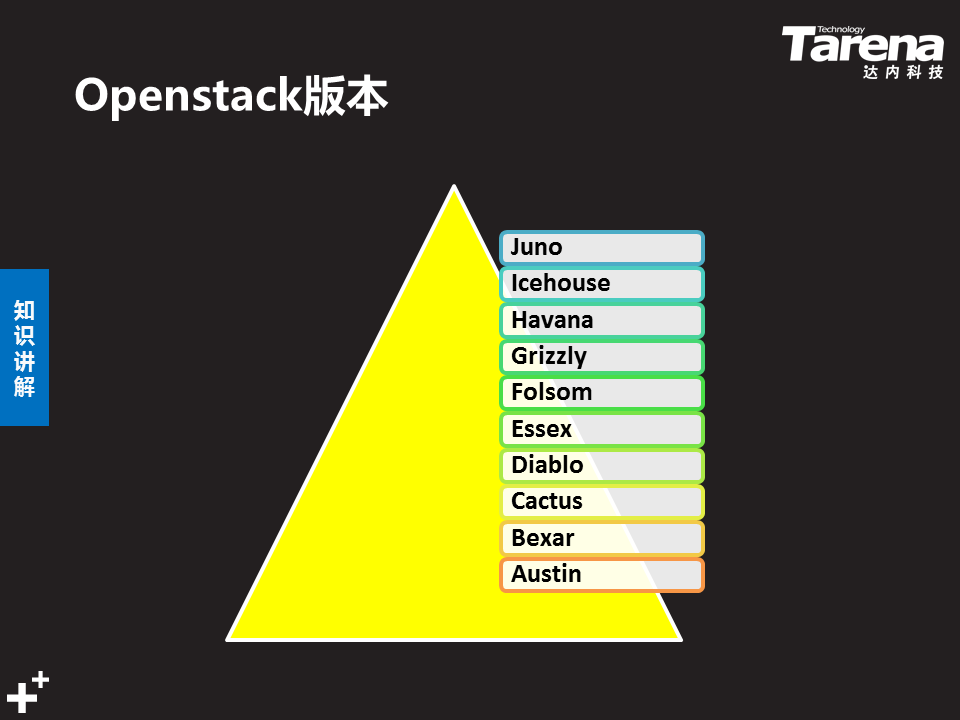 Technology
Tarena
达内科技
Openstack版本
Juno
Icehouse
Havana
Grizzly
Folsom
Essex
Diablo
Cactus
Bexar
Austin
知
识
讲
解